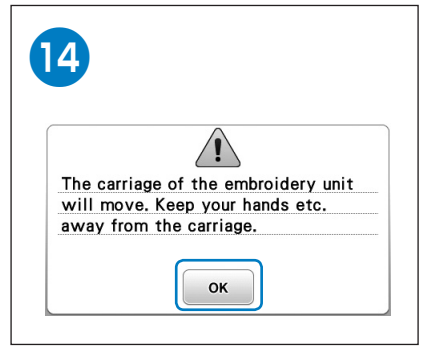 14
The carriage of the embroidery unit
will move. Keep your hands etc.
away from the carriage.
OK